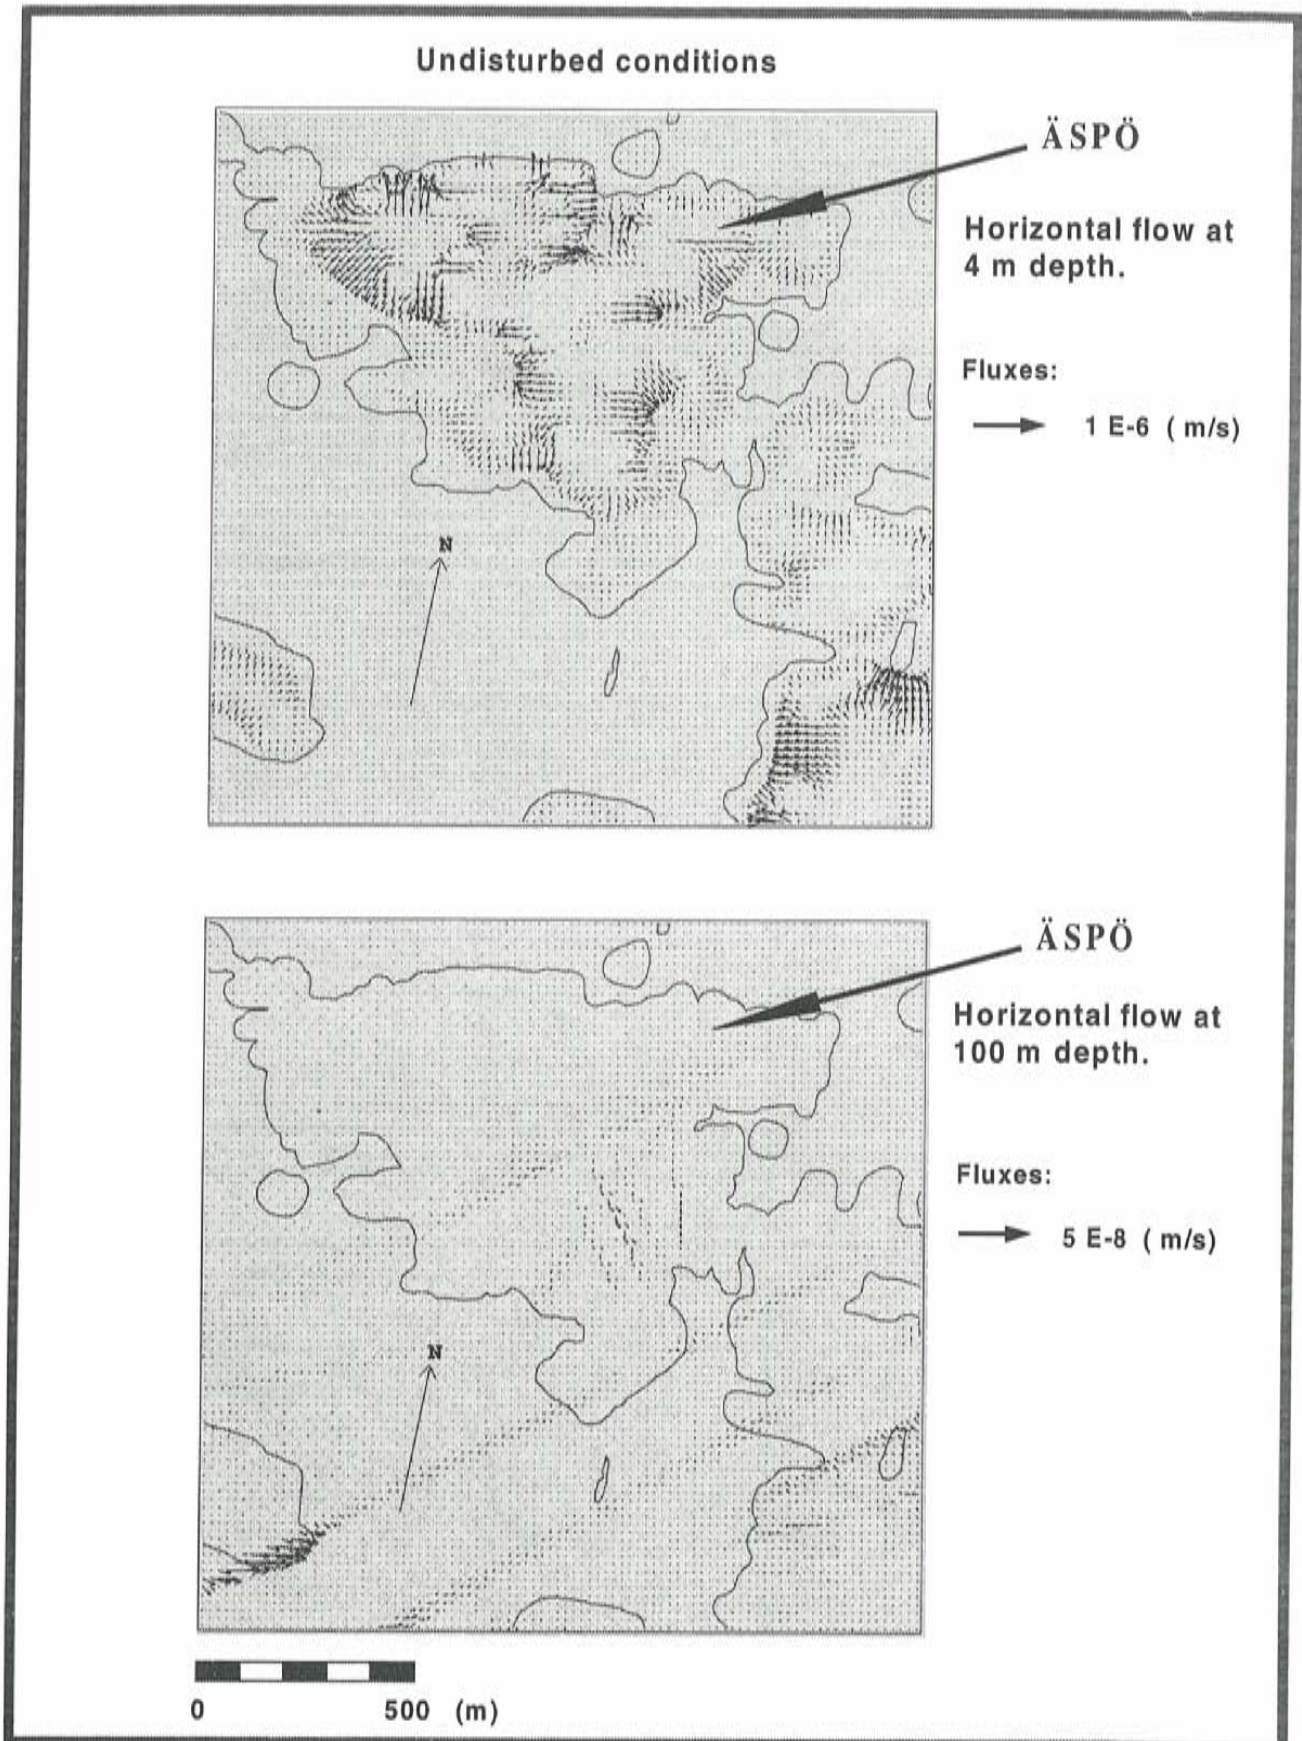 Undisturbed conditions
ÄSPÖ
Horizontal flow at
4 m depth.
Fluxes:
1 E-6 ( m/s)
N
ÄSPÖ
Horizontal flow at
100 m depth.
Fluxes:
5 E-8 ( m/s)
N
0 500 (m)